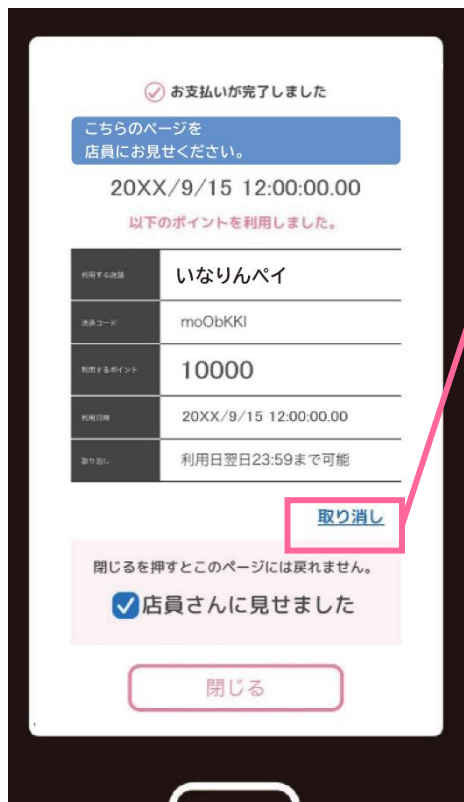 お支払いが完了しました
こちらのページを
店員にお見せください。
20XX/9/15 12:00:00.00
以下のポイントを利用しました。
利用する店舗 いなりんペイ
決済コード moObKKI
利用するポイント 10000
利用日時 20XX/9/15 12:00:00.00
取り消し 利用日翌日23:59まで可能
取り消し
閉じるを押すとこのページには戻れません。
店員さんに見せました
閉じる